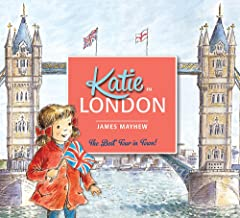 Katie in
LONDON
JAMES MAYHEW
The Best Tour in Town!